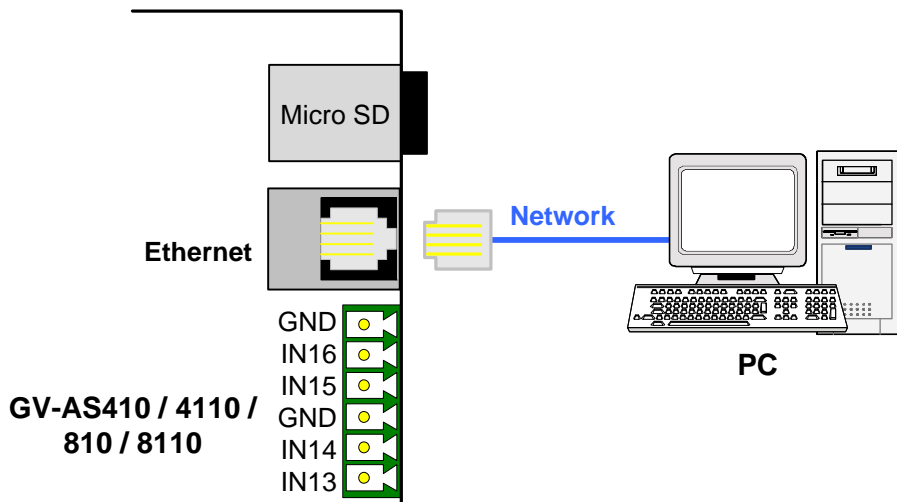 Micro SD
Network
Ethernet
PC
GND
IN16
IN15
GND
IN14
IN13
GV-AS410 / 4110 /
810 / 8110